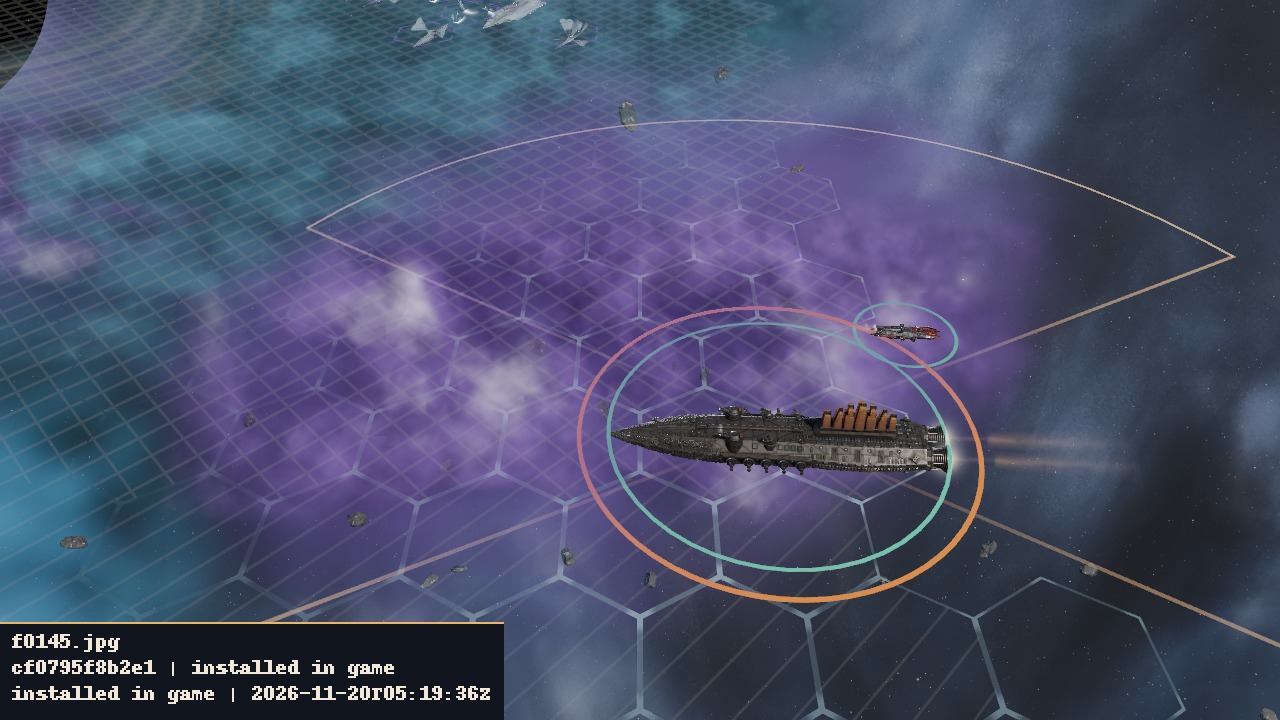 f0145.jpg
cf0795f8b2e1 | installed in game
installed in game | 2026-11-20T05:19:36Z